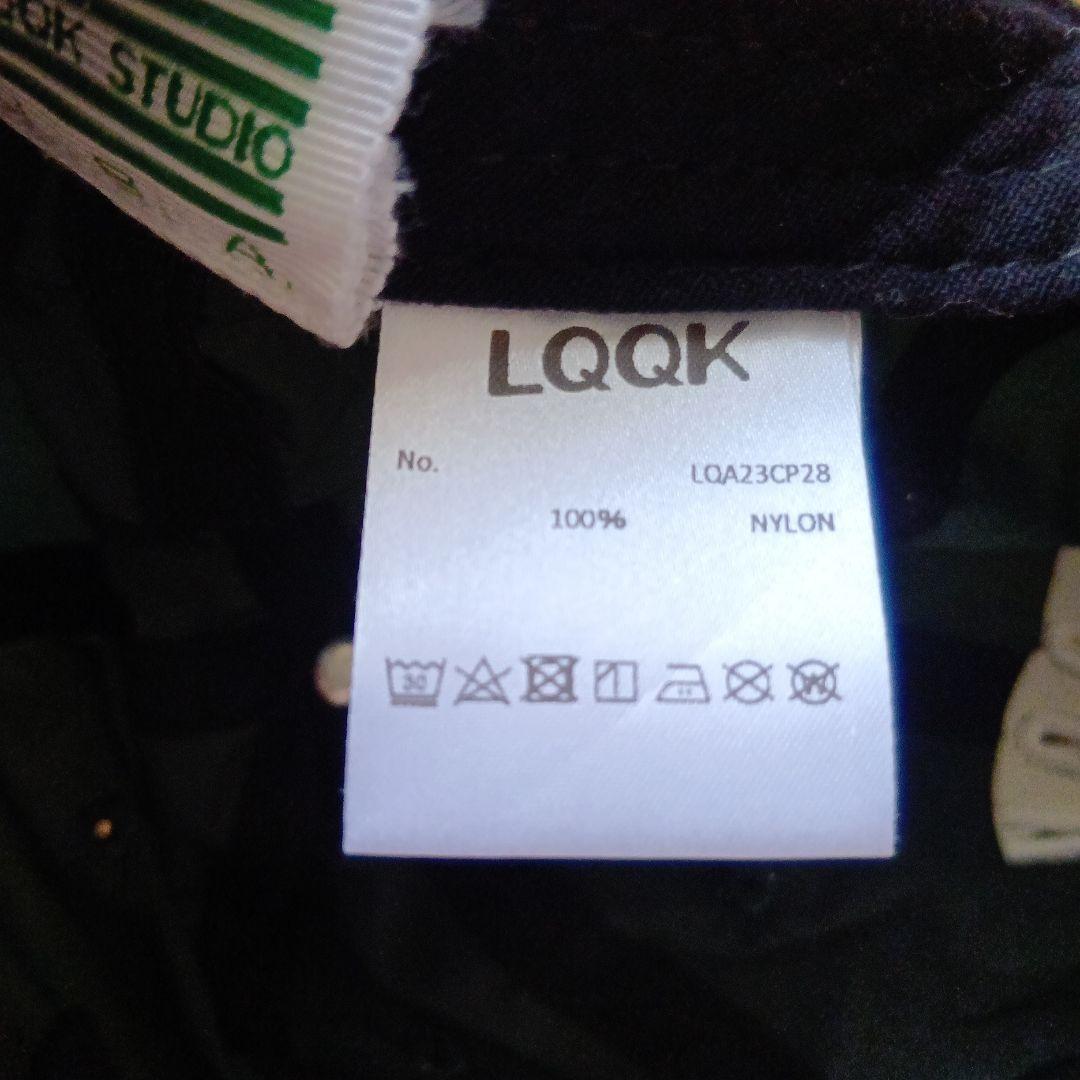 QK STUDIO
LQQK
No. LQA23CP28
100% NYLON
30
W